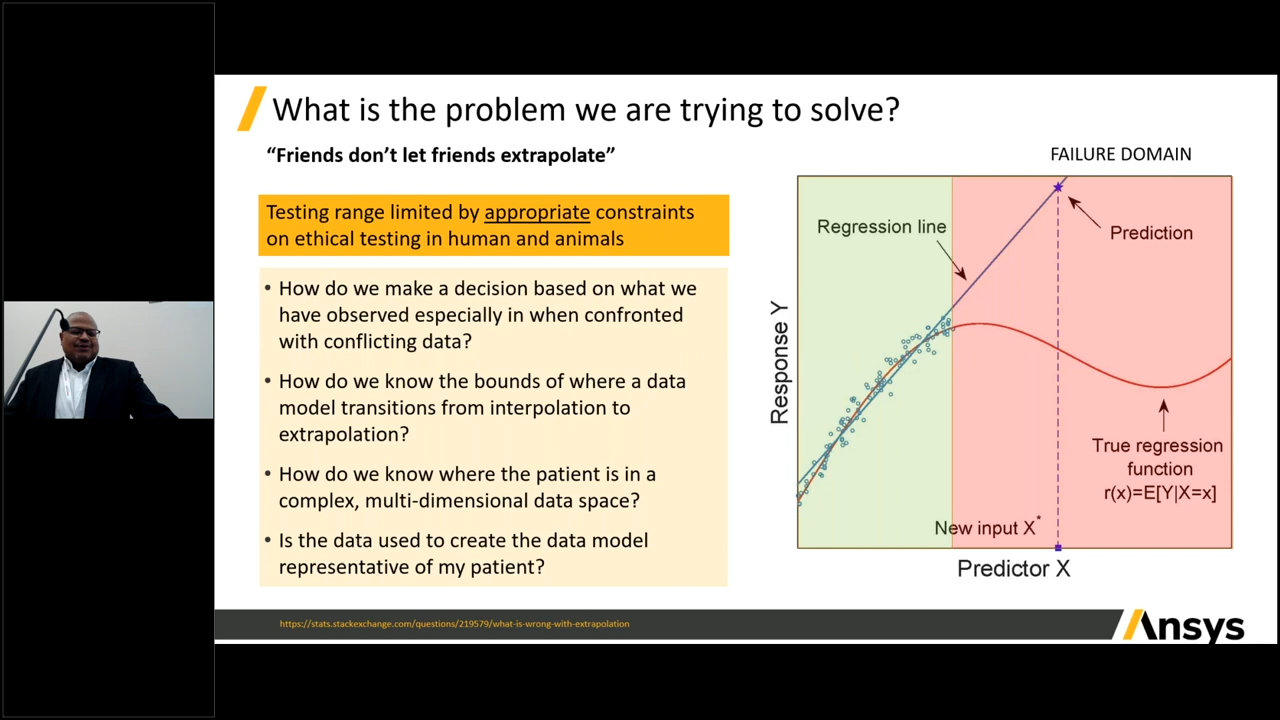 What is the problem we are trying to solve?
“Friends don’t let friends extrapolate”
Testing range limited by appropriate constraints
on ethical testing in human and animals
• How do we make a decision based on what we
have observed especially in when confronted
with conflicting data?
• How do we know the bounds of where a data
model transitions from interpolation to
extrapolation?
• How do we know where the patient is in a
complex, multi-dimensional data space?
• Is the data used to create the data model
representative of my patient?
FAILURE DOMAIN
Regression line
Prediction
Response Y
True regression
function
r(x)=E[Y|X=x]
New input X*
Predictor X
https://stats.stackexchange.com/questions/219579/what-is-wrong-with-extrapolation
Ansys